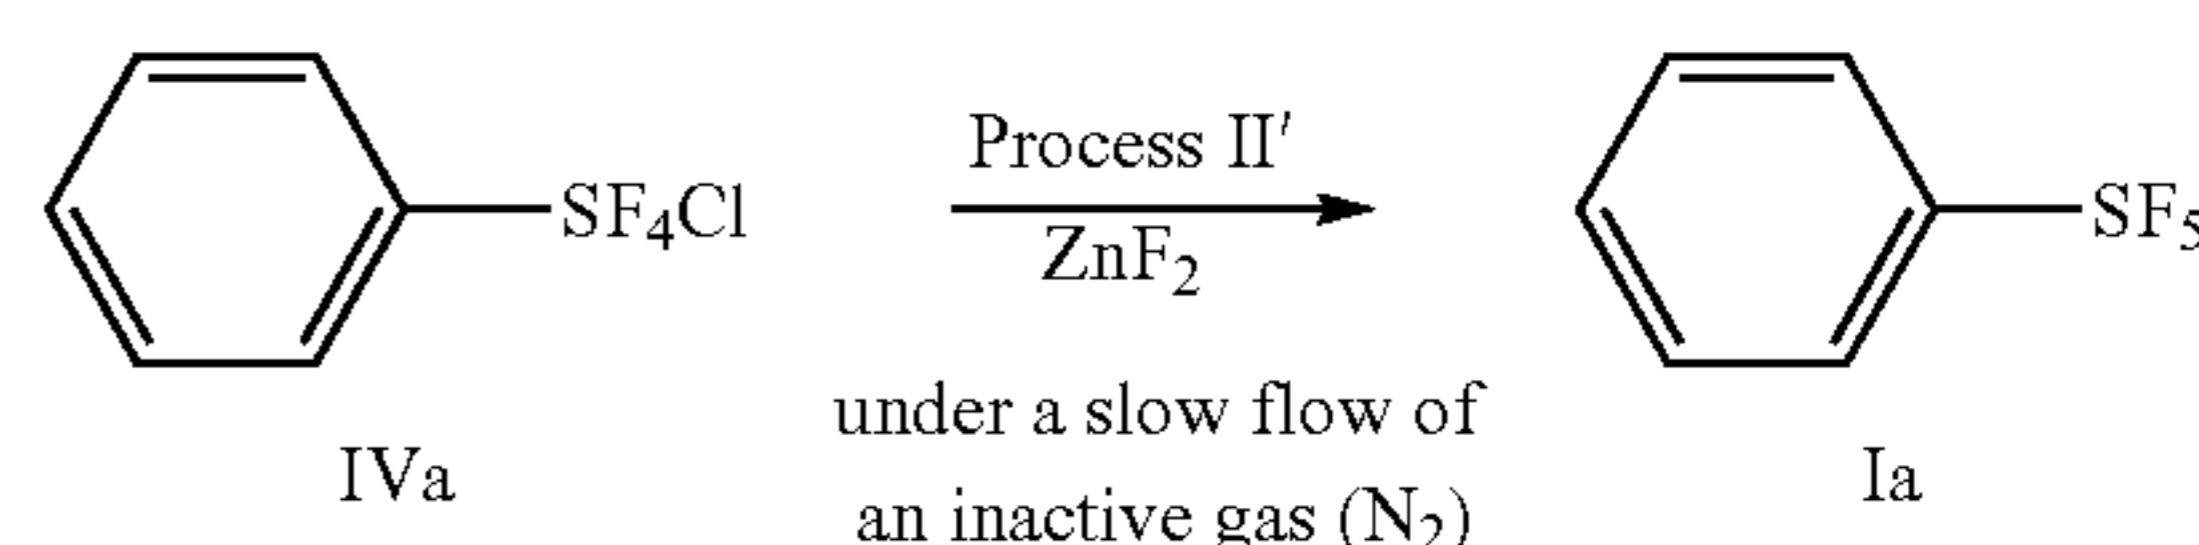 Process II′
SF₄Cl
ZnF₂
SF₅
under a slow flow of
an inactive gas (N₂)
IVa
Ia